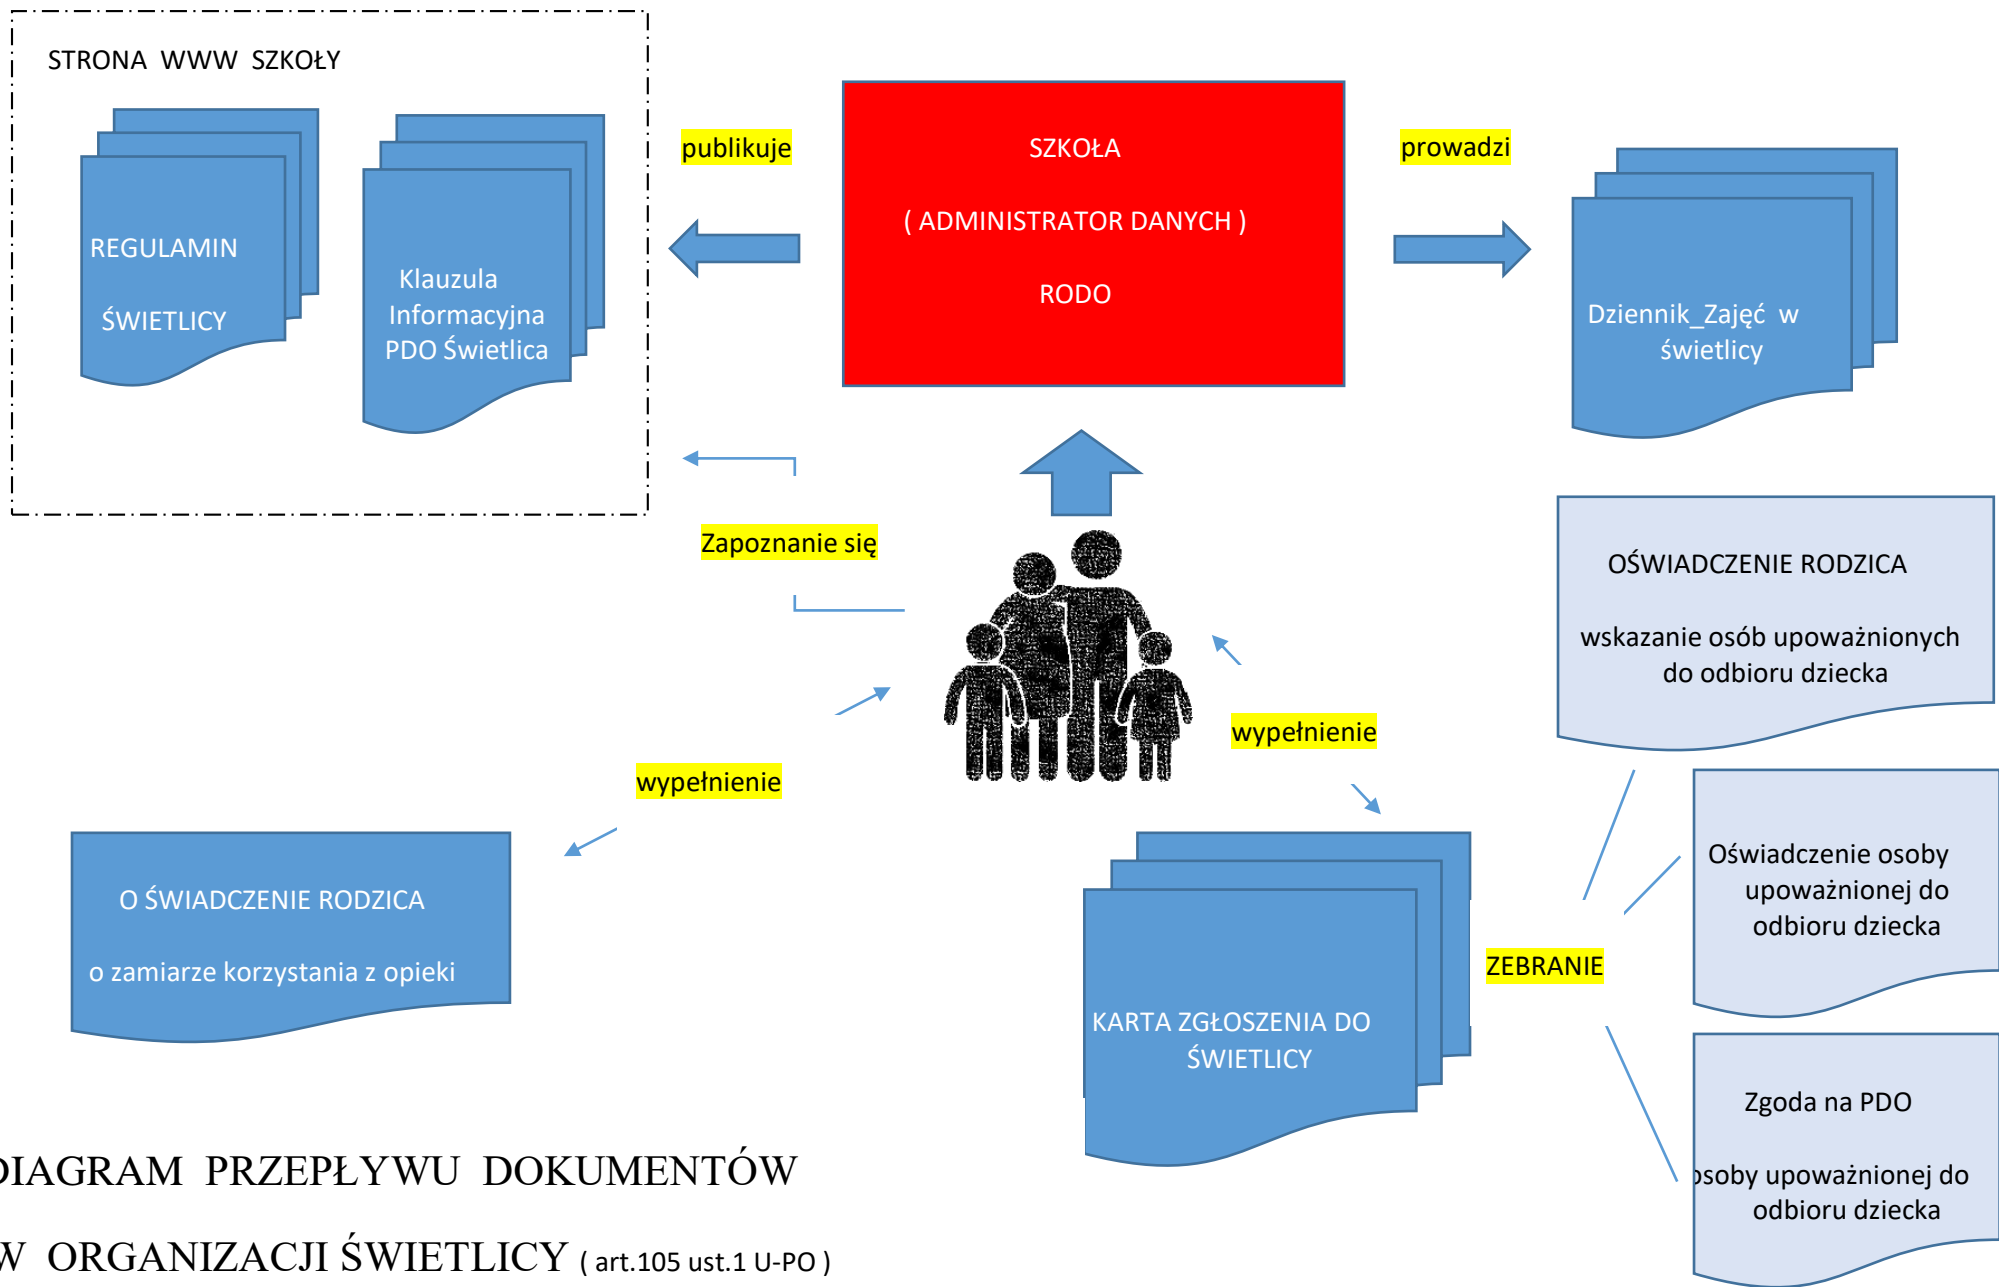 STRONA WWW SZKOŁY
REGULAMIN
ŚWIETLICY
Klauzula
Informacyjna
PDO Świetlica
publikuje
SZKOŁA
( ADMINISTRATOR DANYCH )
RODO
prowadzi
Dziennik_Zajęć w
świetlicy
Zapoznanie się
OŚWIADCZENIE RODZICA
wskazanie osób upoważnionych
do odbioru dziecka
wypełnienie
wypełnienie
O ŚWIADCZENIE RODZICA
o zamiarze korzystania z opieki
KARTA ZGŁOSZENIA DO
ŚWIETLICY
ZEBRANIE
Oświadczenie osoby
upoważnionej do
odbioru dziecka
Zgoda na PDO
osoby upoważnionej do
odbioru dziecka
DIAGRAM PRZEPŁYWU DOKUMENTÓW
W ORGANIZACJI ŚWIETLICY ( art.105 ust.1 U-PO )